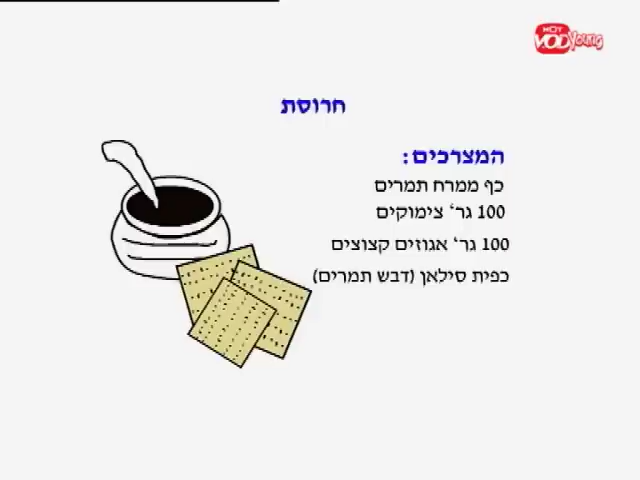 HOT
VOD Young
חרוסת
המצרכים:
כף ממרח תמרים
100 גר' צימוקים
100 גר' אגוזים קצוצים
כפית סילאן (דבש תמרים)